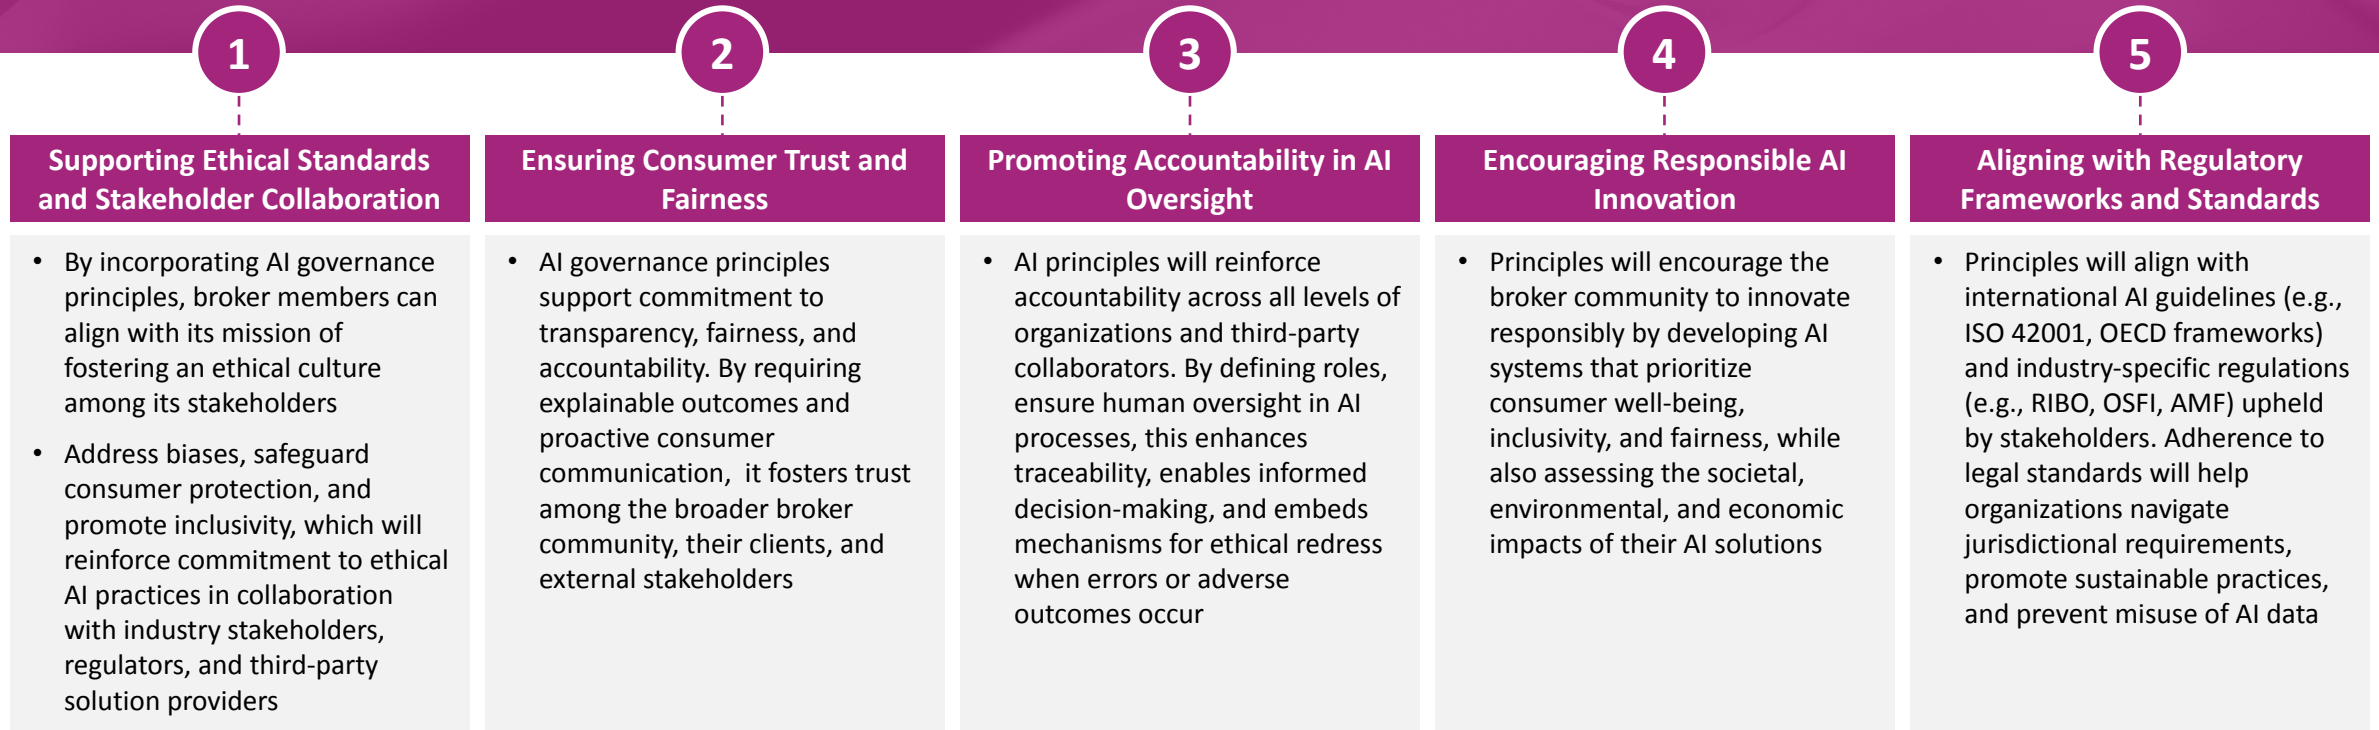 1
Supporting Ethical Standards
and Stakeholder Collaboration
• By incorporating AI governance
principles, broker members can
align with its mission of
fostering an ethical culture
among its stakeholders
• Address biases, safeguard
consumer protection, and
promote inclusivity, which will
reinforce commitment to ethical
AI practices in collaboration
with industry stakeholders,
regulators, and third-party
solution providers
2
Ensuring Consumer Trust and
Fairness
• AI governance principles
support commitment to
transparency, fairness, and
accountability. By requiring
explainable outcomes and
proactive consumer
communication,  it fosters trust
among the broader broker
community, their clients, and
external stakeholders
3
Promoting Accountability in AI
Oversight
• AI principles will reinforce
accountability across all levels of
organizations and third-party
collaborators. By defining roles,
ensure human oversight in AI
processes, this enhances
traceability, enables informed
decision-making, and embeds
mechanisms for ethical redress
when errors or adverse
outcomes occur
4
Encouraging Responsible AI
Innovation
• Principles will encourage the
broker community to innovate
responsibly by developing AI
systems that prioritize
consumer well-being,
inclusivity, and fairness, while
also assessing the societal,
environmental, and economic
impacts of their AI solutions
5
Aligning with Regulatory
Frameworks and Standards
• Principles will align with
international AI guidelines (e.g.,
ISO 42001, OECD frameworks)
and industry-specific regulations
(e.g., RIBO, OSFI, AMF) upheld
by stakeholders. Adherence to
legal standards will help
organizations navigate
jurisdictional requirements,
promote sustainable practices,
and prevent misuse of AI data